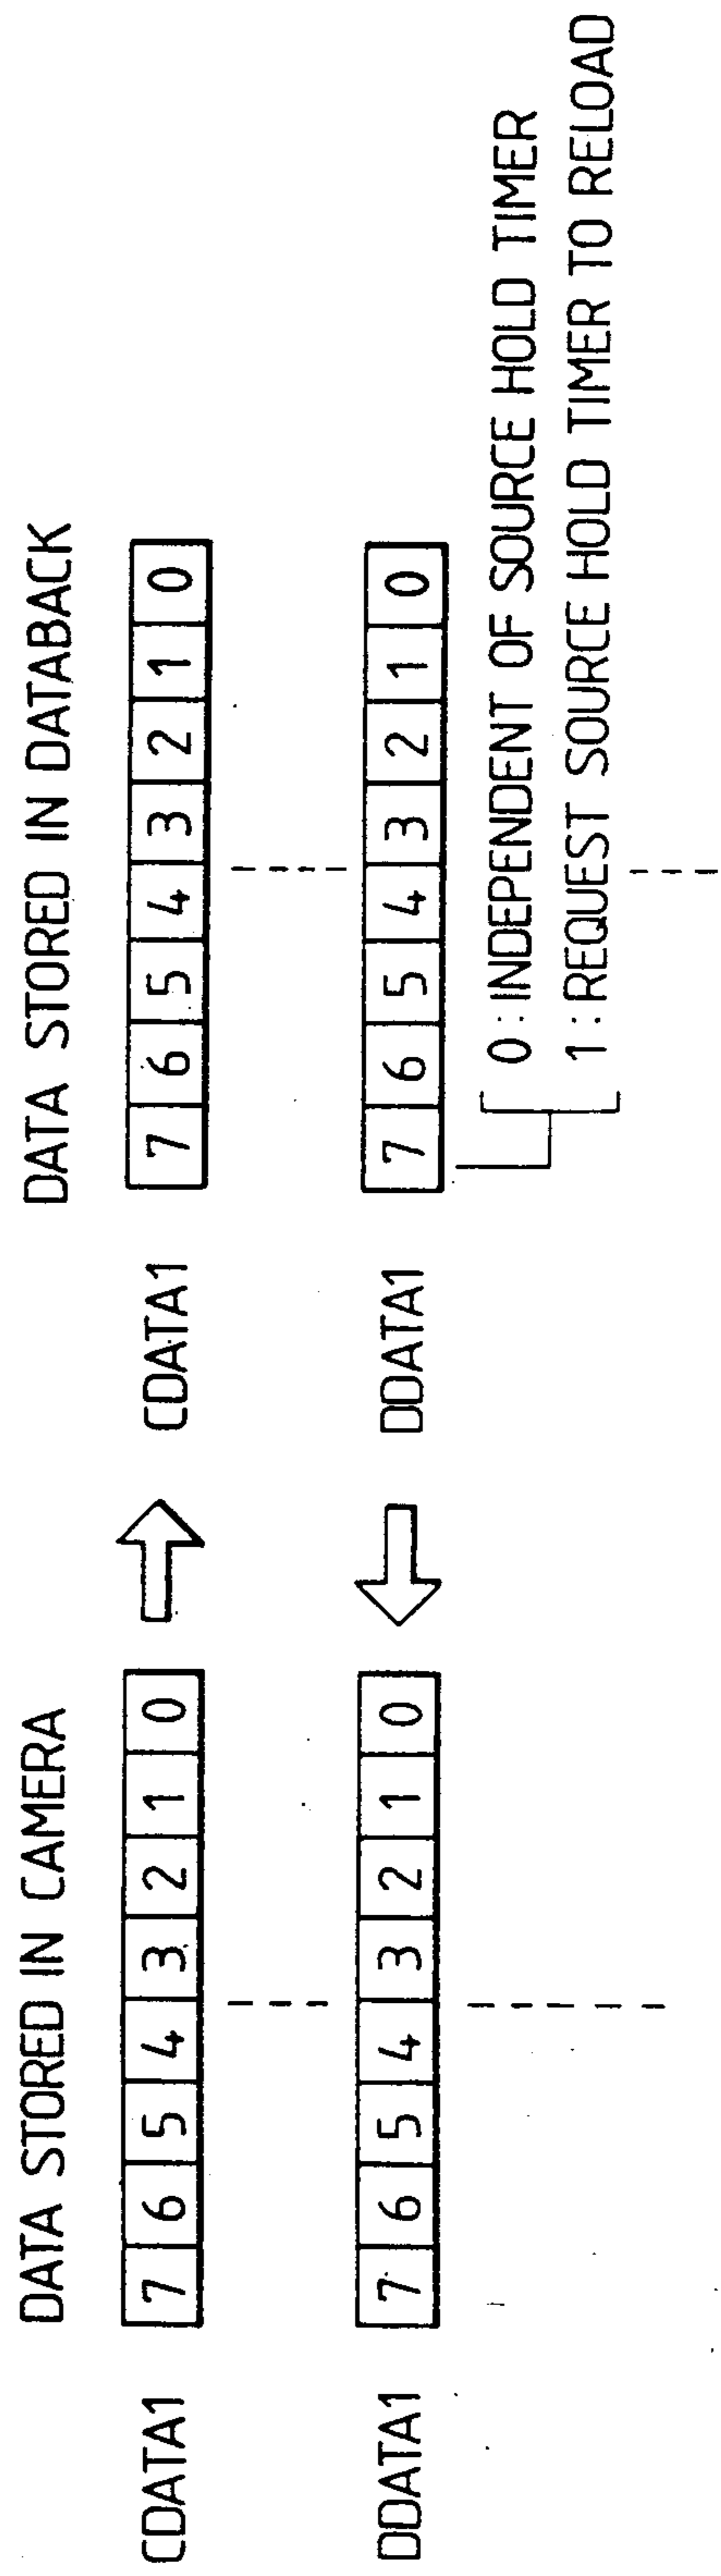 DATA STORED IN CAMERA
DATA STORED IN DATABACK
CDATA1 7 6 5 4 3 2 1 0
CDATA1 7 6 5 4 3 2 1 0
DDATA1 7 6 5 4 3 2 1 0
DDATA1 7 6 5 4 3 2 1 0
0 : INDEPENDENT OF SOURCE HOLD TIMER
1 : REQUEST SOURCE HOLD TIMER TO RELOAD